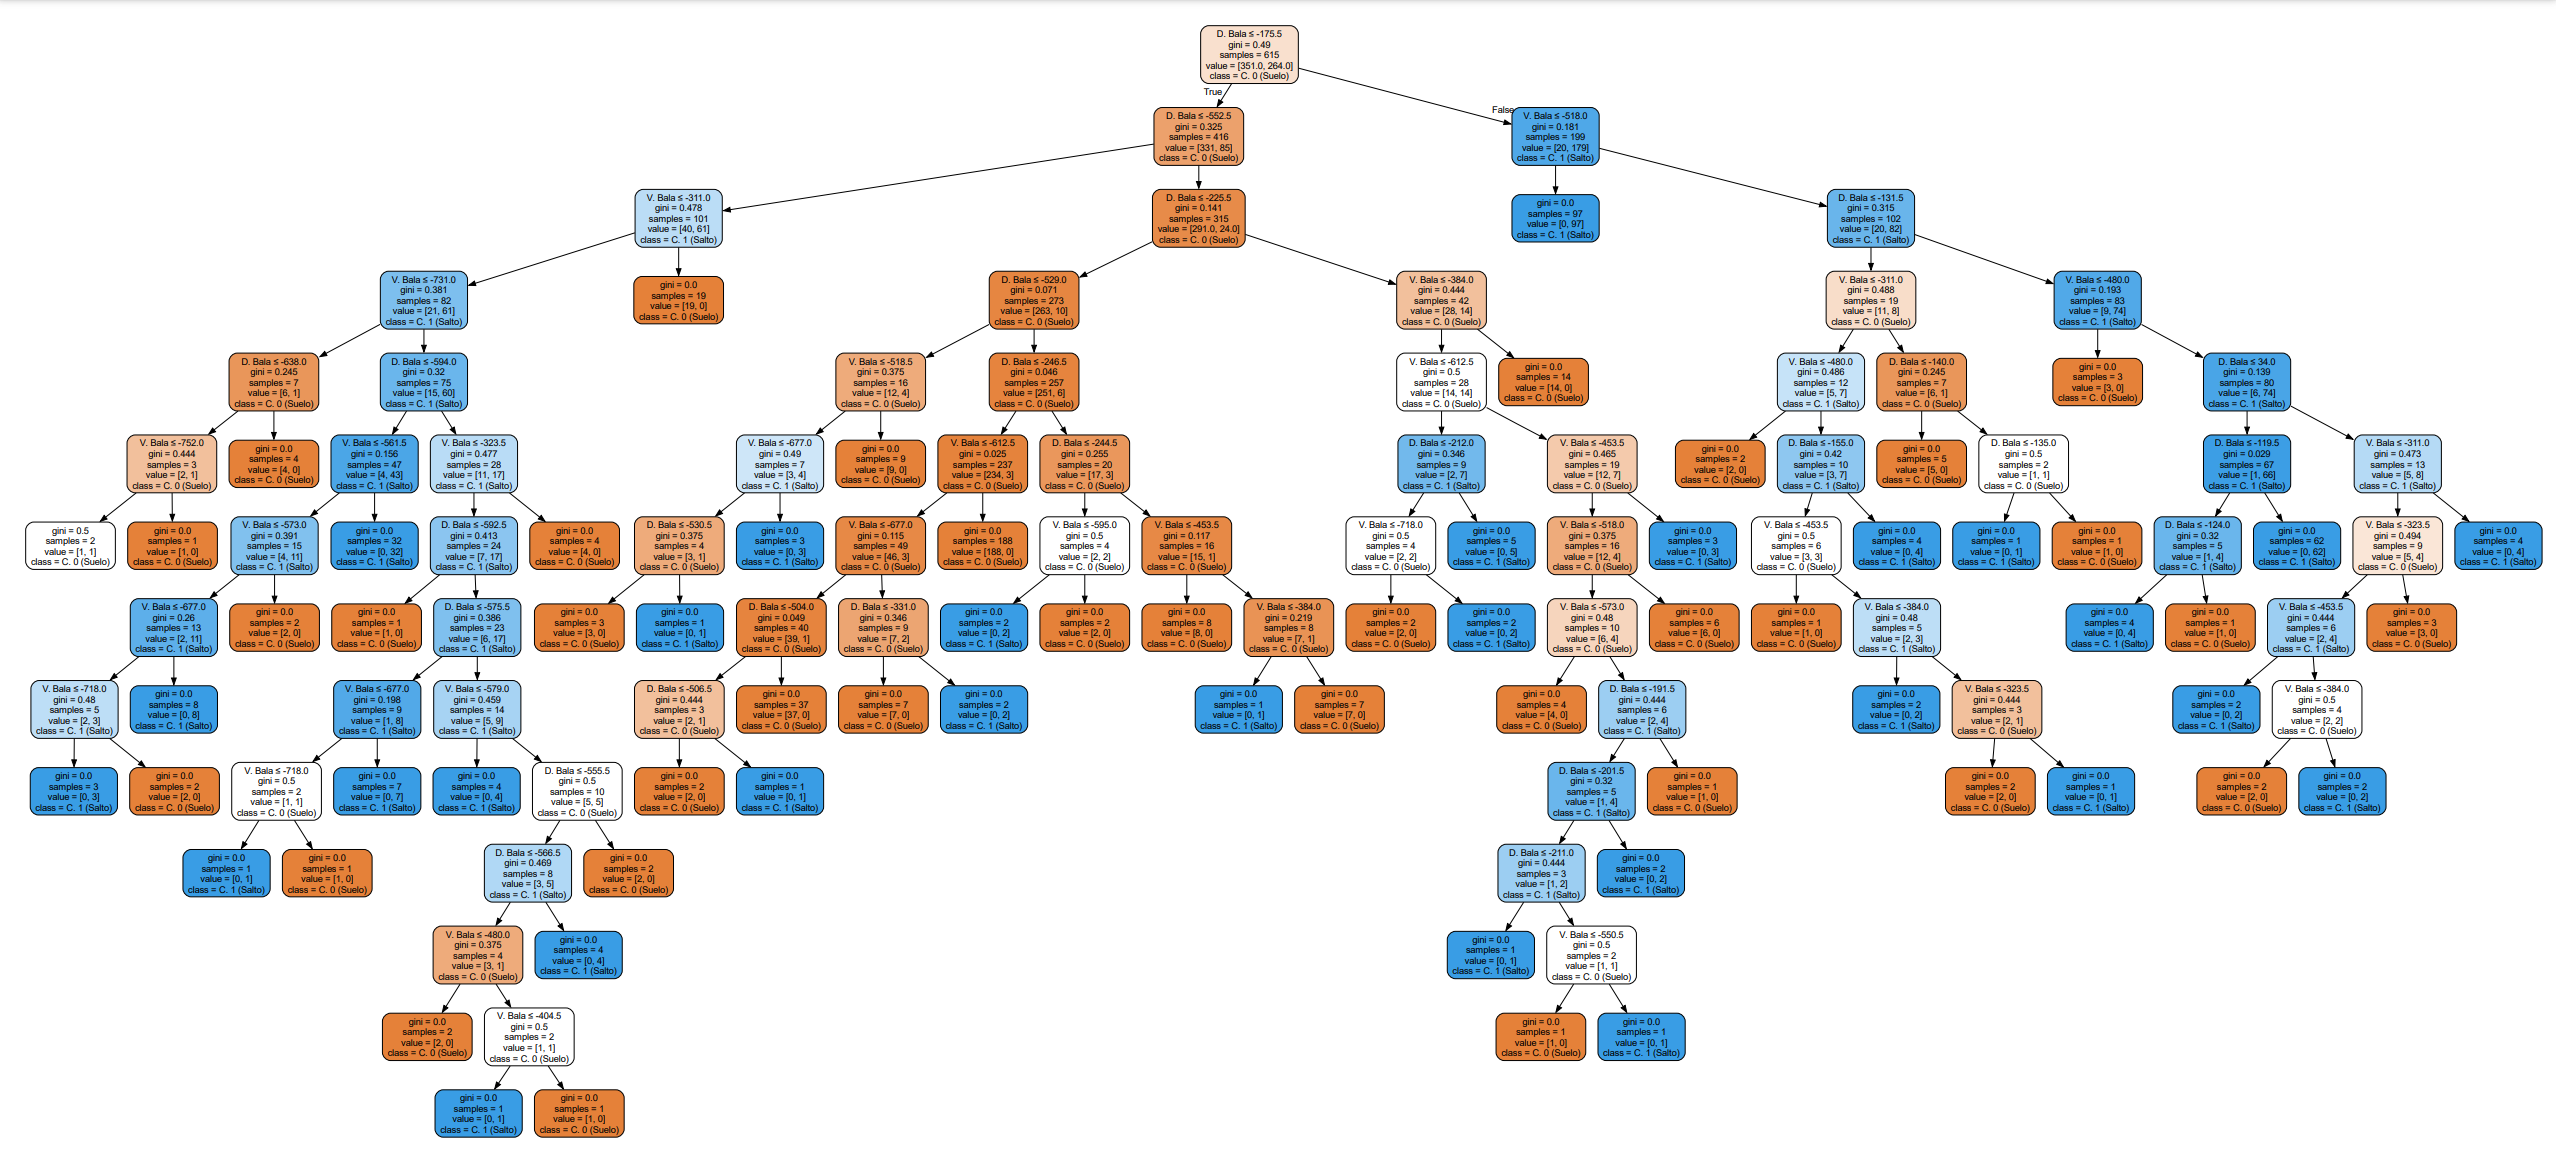 D. Bala ≤ -175.5
gini = 0.49
samples = 615
value = [351.0, 264.0]
class = C. 0 (Suelo)
True
False
D. Bala ≤ -552.5
gini = 0.325
samples = 416
value = [331, 85]
class = C. 0 (Suelo)
V. Bala ≤ -518.0
gini = 0.181
samples = 199
value = [20, 179]
class = C. 1 (Salto)
V. Bala ≤ -311.0
gini = 0.478
samples = 101
value = [40, 61]
class = C. 1 (Salto)
D. Bala ≤ -225.5
gini = 0.141
samples = 315
value = [291.0, 24.0]
class = C. 0 (Suelo)
gini = 0.0
samples = 97
value = [0, 97]
class = C. 1 (Salto)
D. Bala ≤ -131.5
gini = 0.315
samples = 102
value = [20, 82]
class = C. 1 (Salto)
V. Bala ≤ -731.0
gini = 0.381
samples = 82
value = [21, 61]
class = C. 1 (Salto)
gini = 0.0
samples = 19
value = [19, 0]
class = C. 0 (Suelo)
D. Bala ≤ -529.0
gini = 0.071
samples = 273
value = [263, 10]
class = C. 0 (Suelo)
V. Bala ≤ -384.0
gini = 0.444
samples = 42
value = [28, 14]
class = C. 0 (Suelo)
V. Bala ≤ -311.0
gini = 0.488
samples = 19
value = [11, 8]
class = C. 0 (Suelo)
V. Bala ≤ -480.0
gini = 0.193
samples = 83
value = [9, 74]
class = C. 1 (Salto)
D. Bala ≤ -638.0
gini = 0.245
samples = 7
value = [6, 1]
class = C. 0 (Suelo)
D. Bala ≤ -594.0
gini = 0.32
samples = 75
value = [15, 60]
class = C. 1 (Salto)
V. Bala ≤ -518.5
gini = 0.375
samples = 16
value = [12, 4]
class = C. 0 (Suelo)
D. Bala ≤ -246.5
gini = 0.046
samples = 257
value = [251, 6]
class = C. 0 (Suelo)
V. Bala ≤ -612.5
gini = 0.5
samples = 28
value = [14, 14]
class = C. 0 (Suelo)
gini = 0.0
samples = 14
value = [14, 0]
class = C. 0 (Suelo)
V. Bala ≤ -480.0
gini = 0.486
samples = 12
value = [5, 7]
class = C. 1 (Salto)
D. Bala ≤ -140.0
gini = 0.245
samples = 7
value = [6, 1]
class = C. 0 (Suelo)
gini = 0.0
samples = 3
value = [3, 0]
class = C. 0 (Suelo)
D. Bala ≤ 34.0
gini = 0.139
samples = 80
value = [6, 74]
class = C. 1 (Salto)
V. Bala ≤ -752.0
gini = 0.444
samples = 3
value = [2, 1]
class = C. 0 (Suelo)
gini = 0.0
samples = 4
value = [4, 0]
class = C. 0 (Suelo)
V. Bala ≤ -561.5
gini = 0.156
samples = 47
value = [4, 43]
class = C. 1 (Salto)
V. Bala ≤ -323.5
gini = 0.477
samples = 28
value = [11, 17]
class = C. 1 (Salto)
V. Bala ≤ -677.0
gini = 0.49
samples = 7
value = [3, 4]
class = C. 1 (Salto)
gini = 0.0
samples = 9
value = [9, 0]
class = C. 0 (Suelo)
V. Bala ≤ -612.5
gini = 0.025
samples = 237
value = [234, 3]
class = C. 0 (Suelo)
D. Bala ≤ -244.5
gini = 0.255
samples = 20
value = [17, 3]
class = C. 0 (Suelo)
D. Bala ≤ -212.0
gini = 0.346
samples = 9
value = [2, 7]
class = C. 1 (Salto)
V. Bala ≤ -453.5
gini = 0.465
samples = 19
value = [12, 7]
class = C. 0 (Suelo)
gini = 0.0
samples = 2
value = [2, 0]
class = C. 0 (Suelo)
D. Bala ≤ -155.0
gini = 0.42
samples = 10
value = [3, 7]
class = C. 1 (Salto)
gini = 0.0
samples = 5
value = [5, 0]
class = C. 0 (Suelo)
D. Bala ≤ -135.0
gini = 0.5
samples = 2
value = [1, 1]
class = C. 0 (Suelo)
D. Bala ≤ -119.5
gini = 0.029
samples = 67
value = [1, 66]
class = C. 1 (Salto)
V. Bala ≤ -311.0
gini = 0.473
samples = 13
value = [5, 8]
class = C. 1 (Salto)
gini = 0.5
samples = 2
value = [1, 1]
class = C. 0 (Suelo)
gini = 0.0
samples = 1
value = [1, 0]
class = C. 0 (Suelo)
V. Bala ≤ -573.0
gini = 0.391
samples = 15
value = [4, 11]
class = C. 1 (Salto)
gini = 0.0
samples = 32
value = [0, 32]
class = C. 1 (Salto)
D. Bala ≤ -592.5
gini = 0.413
samples = 24
value = [7, 17]
class = C. 1 (Salto)
gini = 0.0
samples = 4
value = [4, 0]
class = C. 0 (Suelo)
D. Bala ≤ -530.5
gini = 0.375
samples = 4
value = [3, 1]
class = C. 0 (Suelo)
gini = 0.0
samples = 3
value = [0, 3]
class = C. 1 (Salto)
V. Bala ≤ -677.0
gini = 0.115
samples = 49
value = [46, 3]
class = C. 0 (Suelo)
gini = 0.0
samples = 188
value = [188, 0]
class = C. 0 (Suelo)
V. Bala ≤ -595.0
gini = 0.5
samples = 4
value = [2, 2]
class = C. 0 (Suelo)
V. Bala ≤ -453.5
gini = 0.117
samples = 16
value = [15, 1]
class = C. 0 (Suelo)
V. Bala ≤ -718.0
gini = 0.5
samples = 4
value = [2, 2]
class = C. 0 (Suelo)
gini = 0.0
samples = 5
value = [0, 5]
class = C. 1 (Salto)
V. Bala ≤ -518.0
gini = 0.375
samples = 16
value = [12, 4]
class = C. 0 (Suelo)
gini = 0.0
samples = 3
value = [0, 3]
class = C. 1 (Salto)
V. Bala ≤ -453.5
gini = 0.5
samples = 6
value = [3, 3]
class = C. 0 (Suelo)
gini = 0.0
samples = 4
value = [0, 4]
class = C. 1 (Salto)
gini = 0.0
samples = 1
value = [0, 1]
class = C. 1 (Salto)
gini = 0.0
samples = 1
value = [1, 0]
class = C. 0 (Suelo)
D. Bala ≤ -124.0
gini = 0.32
samples = 5
value = [1, 4]
class = C. 1 (Salto)
gini = 0.0
samples = 62
value = [0, 62]
class = C. 1 (Salto)
V. Bala ≤ -323.5
gini = 0.494
samples = 9
value = [5, 4]
class = C. 0 (Suelo)
gini = 0.0
samples = 4
value = [0, 4]
class = C. 1 (Salto)
V. Bala ≤ -677.0
gini = 0.26
samples = 13
value = [2, 11]
class = C. 1 (Salto)
gini = 0.0
samples = 2
value = [2, 0]
class = C. 0 (Suelo)
gini = 0.0
samples = 1
value = [1, 0]
class = C. 0 (Suelo)
D. Bala ≤ -575.5
gini = 0.386
samples = 23
value = [6, 17]
class = C. 1 (Salto)
gini = 0.0
samples = 3
value = [3, 0]
class = C. 0 (Suelo)
gini = 0.0
samples = 1
value = [0, 1]
class = C. 1 (Salto)
D. Bala ≤ -504.0
gini = 0.049
samples = 40
value = [39, 1]
class = C. 0 (Suelo)
D. Bala ≤ -331.0
gini = 0.346
samples = 9
value = [7, 2]
class = C. 0 (Suelo)
gini = 0.0
samples = 2
value = [0, 2]
class = C. 1 (Salto)
gini = 0.0
samples = 2
value = [2, 0]
class = C. 0 (Suelo)
gini = 0.0
samples = 8
value = [8, 0]
class = C. 0 (Suelo)
V. Bala ≤ -384.0
gini = 0.219
samples = 8
value = [7, 1]
class = C. 0 (Suelo)
gini = 0.0
samples = 2
value = [2, 0]
class = C. 0 (Suelo)
gini = 0.0
samples = 2
value = [0, 2]
class = C. 1 (Salto)
V. Bala ≤ -573.0
gini = 0.48
samples = 10
value = [6, 4]
class = C. 0 (Suelo)
gini = 0.0
samples = 6
value = [6, 0]
class = C. 0 (Suelo)
gini = 0.0
samples = 1
value = [1, 0]
class = C. 0 (Suelo)
V. Bala ≤ -384.0
gini = 0.48
samples = 5
value = [2, 3]
class = C. 1 (Salto)
gini = 0.0
samples = 4
value = [0, 4]
class = C. 1 (Salto)
gini = 0.0
samples = 1
value = [1, 0]
class = C. 0 (Suelo)
V. Bala ≤ -453.5
gini = 0.444
samples = 6
value = [2, 4]
class = C. 1 (Salto)
gini = 0.0
samples = 3
value = [3, 0]
class = C. 0 (Suelo)
V. Bala ≤ -718.0
gini = 0.48
samples = 5
value = [2, 3]
class = C. 1 (Salto)
gini = 0.0
samples = 8
value = [0, 8]
class = C. 1 (Salto)
V. Bala ≤ -677.0
gini = 0.198
samples = 9
value = [1, 8]
class = C. 1 (Salto)
V. Bala ≤ -579.0
gini = 0.459
samples = 14
value = [5, 9]
class = C. 1 (Salto)
D. Bala ≤ -506.5
gini = 0.444
samples = 3
value = [2, 1]
class = C. 0 (Suelo)
gini = 0.0
samples = 37
value = [37, 0]
class = C. 0 (Suelo)
gini = 0.0
samples = 7
value = [7, 0]
class = C. 0 (Suelo)
gini = 0.0
samples = 2
value = [0, 2]
class = C. 1 (Salto)
gini = 0.0
samples = 1
value = [0, 1]
class = C. 1 (Salto)
gini = 0.0
samples = 7
value = [7, 0]
class = C. 0 (Suelo)
gini = 0.0
samples = 4
value = [4, 0]
class = C. 0 (Suelo)
D. Bala ≤ -191.5
gini = 0.444
samples = 6
value = [2, 4]
class = C. 1 (Salto)
gini = 0.0
samples = 2
value = [0, 2]
class = C. 1 (Salto)
V. Bala ≤ -323.5
gini = 0.444
samples = 3
value = [2, 1]
class = C. 0 (Suelo)
gini = 0.0
samples = 2
value = [0, 2]
class = C. 1 (Salto)
V. Bala ≤ -384.0
gini = 0.5
samples = 4
value = [2, 2]
class = C. 0 (Suelo)
gini = 0.0
samples = 3
value = [0, 3]
class = C. 1 (Salto)
gini = 0.0
samples = 2
value = [2, 0]
class = C. 0 (Suelo)
V. Bala ≤ -718.0
gini = 0.5
samples = 2
value = [1, 1]
class = C. 0 (Suelo)
gini = 0.0
samples = 7
value = [0, 7]
class = C. 1 (Salto)
gini = 0.0
samples = 4
value = [0, 4]
class = C. 1 (Salto)
D. Bala ≤ -555.5
gini = 0.5
samples = 10
value = [5, 5]
class = C. 0 (Suelo)
gini = 0.0
samples = 2
value = [2, 0]
class = C. 0 (Suelo)
gini = 0.0
samples = 1
value = [0, 1]
class = C. 1 (Salto)
D. Bala ≤ -201.5
gini = 0.32
samples = 5
value = [1, 4]
class = C. 1 (Salto)
gini = 0.0
samples = 1
value = [1, 0]
class = C. 0 (Suelo)
gini = 0.0
samples = 2
value = [2, 0]
class = C. 0 (Suelo)
gini = 0.0
samples = 1
value = [0, 1]
class = C. 1 (Salto)
gini = 0.0
samples = 2
value = [2, 0]
class = C. 0 (Suelo)
gini = 0.0
samples = 2
value = [0, 2]
class = C. 1 (Salto)
gini = 0.0
samples = 1
value = [0, 1]
class = C. 1 (Salto)
gini = 0.0
samples = 1
value = [1, 0]
class = C. 0 (Suelo)
D. Bala ≤ -566.5
gini = 0.469
samples = 8
value = [3, 5]
class = C. 1 (Salto)
gini = 0.0
samples = 2
value = [2, 0]
class = C. 0 (Suelo)
D. Bala ≤ -211.0
gini = 0.444
samples = 3
value = [1, 2]
class = C. 1 (Salto)
gini = 0.0
samples = 2
value = [0, 2]
class = C. 1 (Salto)
V. Bala ≤ -480.0
gini = 0.375
samples = 4
value = [3, 1]
class = C. 0 (Suelo)
gini = 0.0
samples = 4
value = [0, 4]
class = C. 1 (Salto)
gini = 0.0
samples = 1
value = [0, 1]
class = C. 1 (Salto)
V. Bala ≤ -550.5
gini = 0.5
samples = 2
value = [1, 1]
class = C. 0 (Suelo)
gini = 0.0
samples = 2
value = [2, 0]
class = C. 0 (Suelo)
V. Bala ≤ -404.5
gini = 0.5
samples = 2
value = [1, 1]
class = C. 0 (Suelo)
gini = 0.0
samples = 1
value = [1, 0]
class = C. 0 (Suelo)
gini = 0.0
samples = 1
value = [0, 1]
class = C. 1 (Salto)
gini = 0.0
samples = 1
value = [0, 1]
class = C. 1 (Salto)
gini = 0.0
samples = 1
value = [1, 0]
class = C. 0 (Suelo)